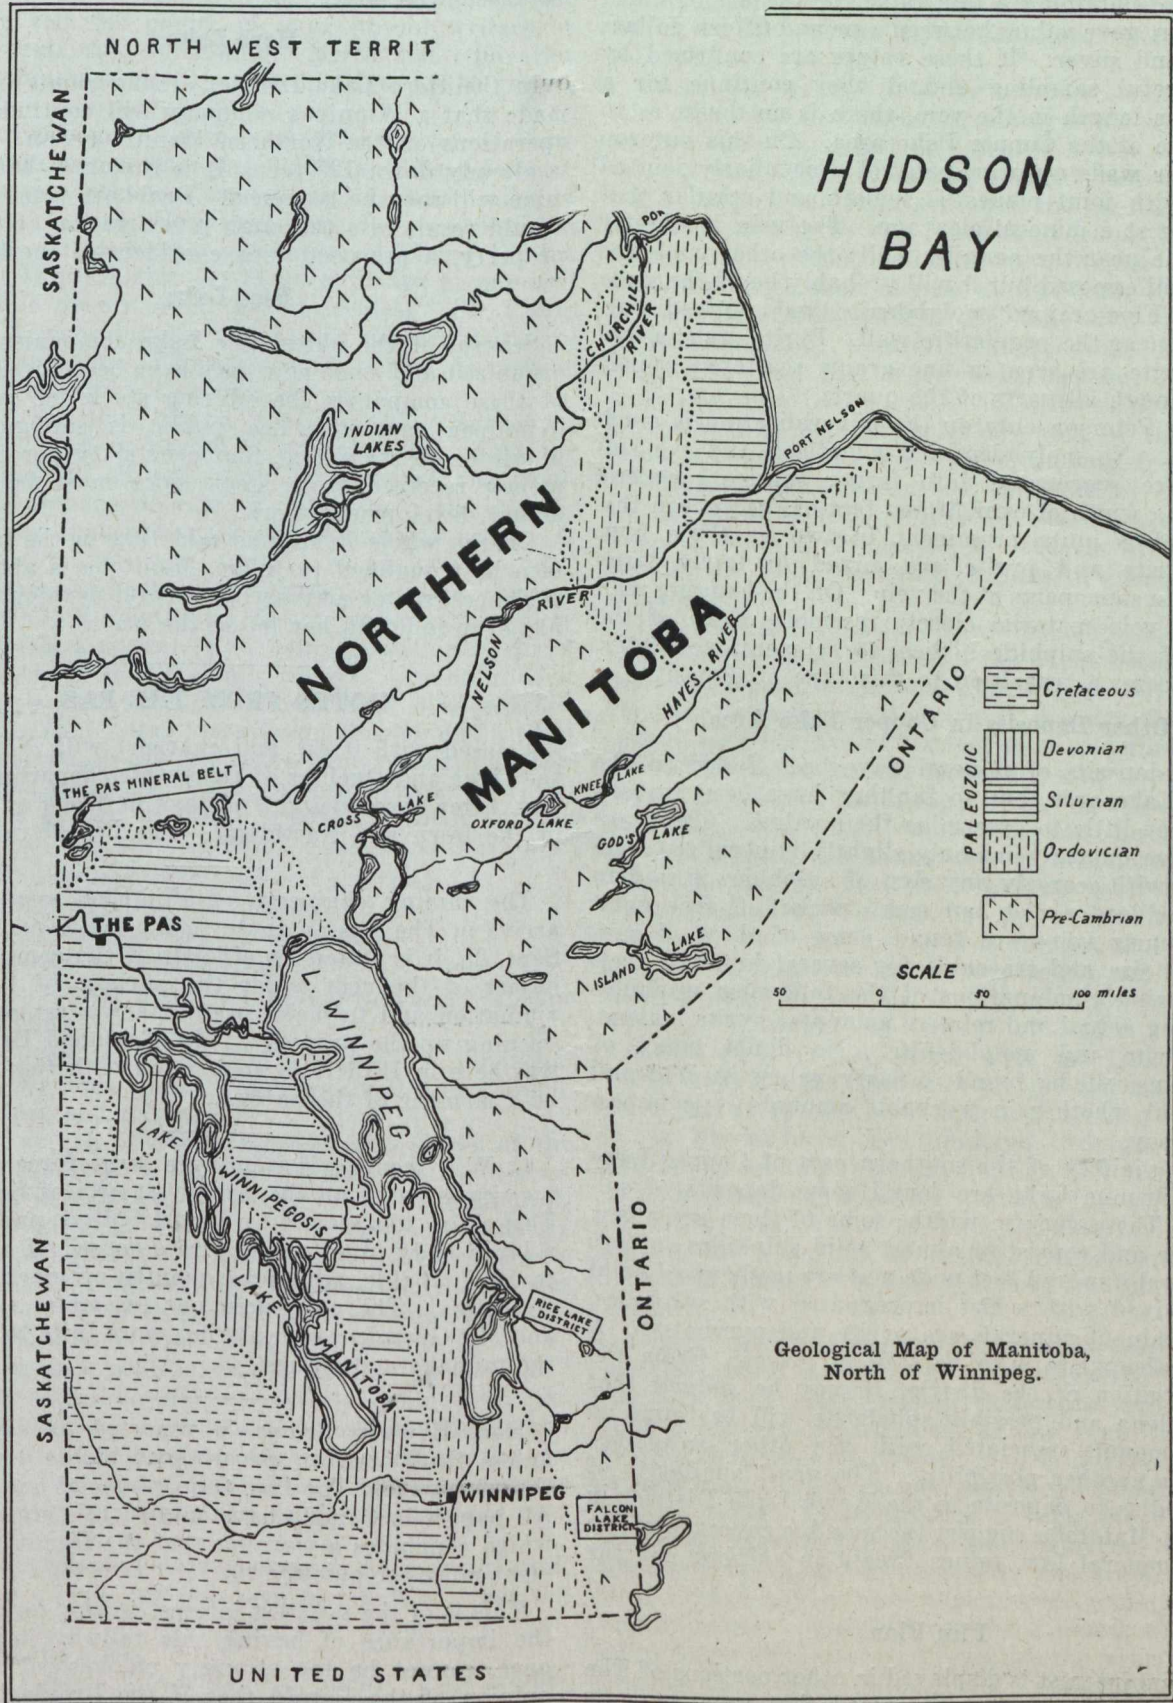 NORTH WEST TERRIT
SASKATCHEWAN
HUDSON
BAY
POR
CHURCHILL
RIVER
INDIAN
LAKES
PORT NELSON
NORTHERN
MANITOBA
NELSON
RIVER
HAYES RIVER
ONTARIO
THE PAS MINERAL BELT
CROSS LAKE
OXFORD LAKE
KNEE LAKE
GOD'S LAKE
ISLAND LAKE
THE PAS
L. WINNIPEG
LAKE
WINNIPEGOSIS
LAKE
MANITOBA
PALEOZOIC
Cretaceous
Devonian
Silurian
Ordovician
Pre-Cambrian
SCALE
50 0 50 100 miles
SASKATCHEWAN
ONTARIO
RICE LAKE
DISTRICT
Geological Map of Manitoba,
North of Winnipeg.
WINNIPEG
FALCON
LAKE
DISTRICT
UNITED STATES